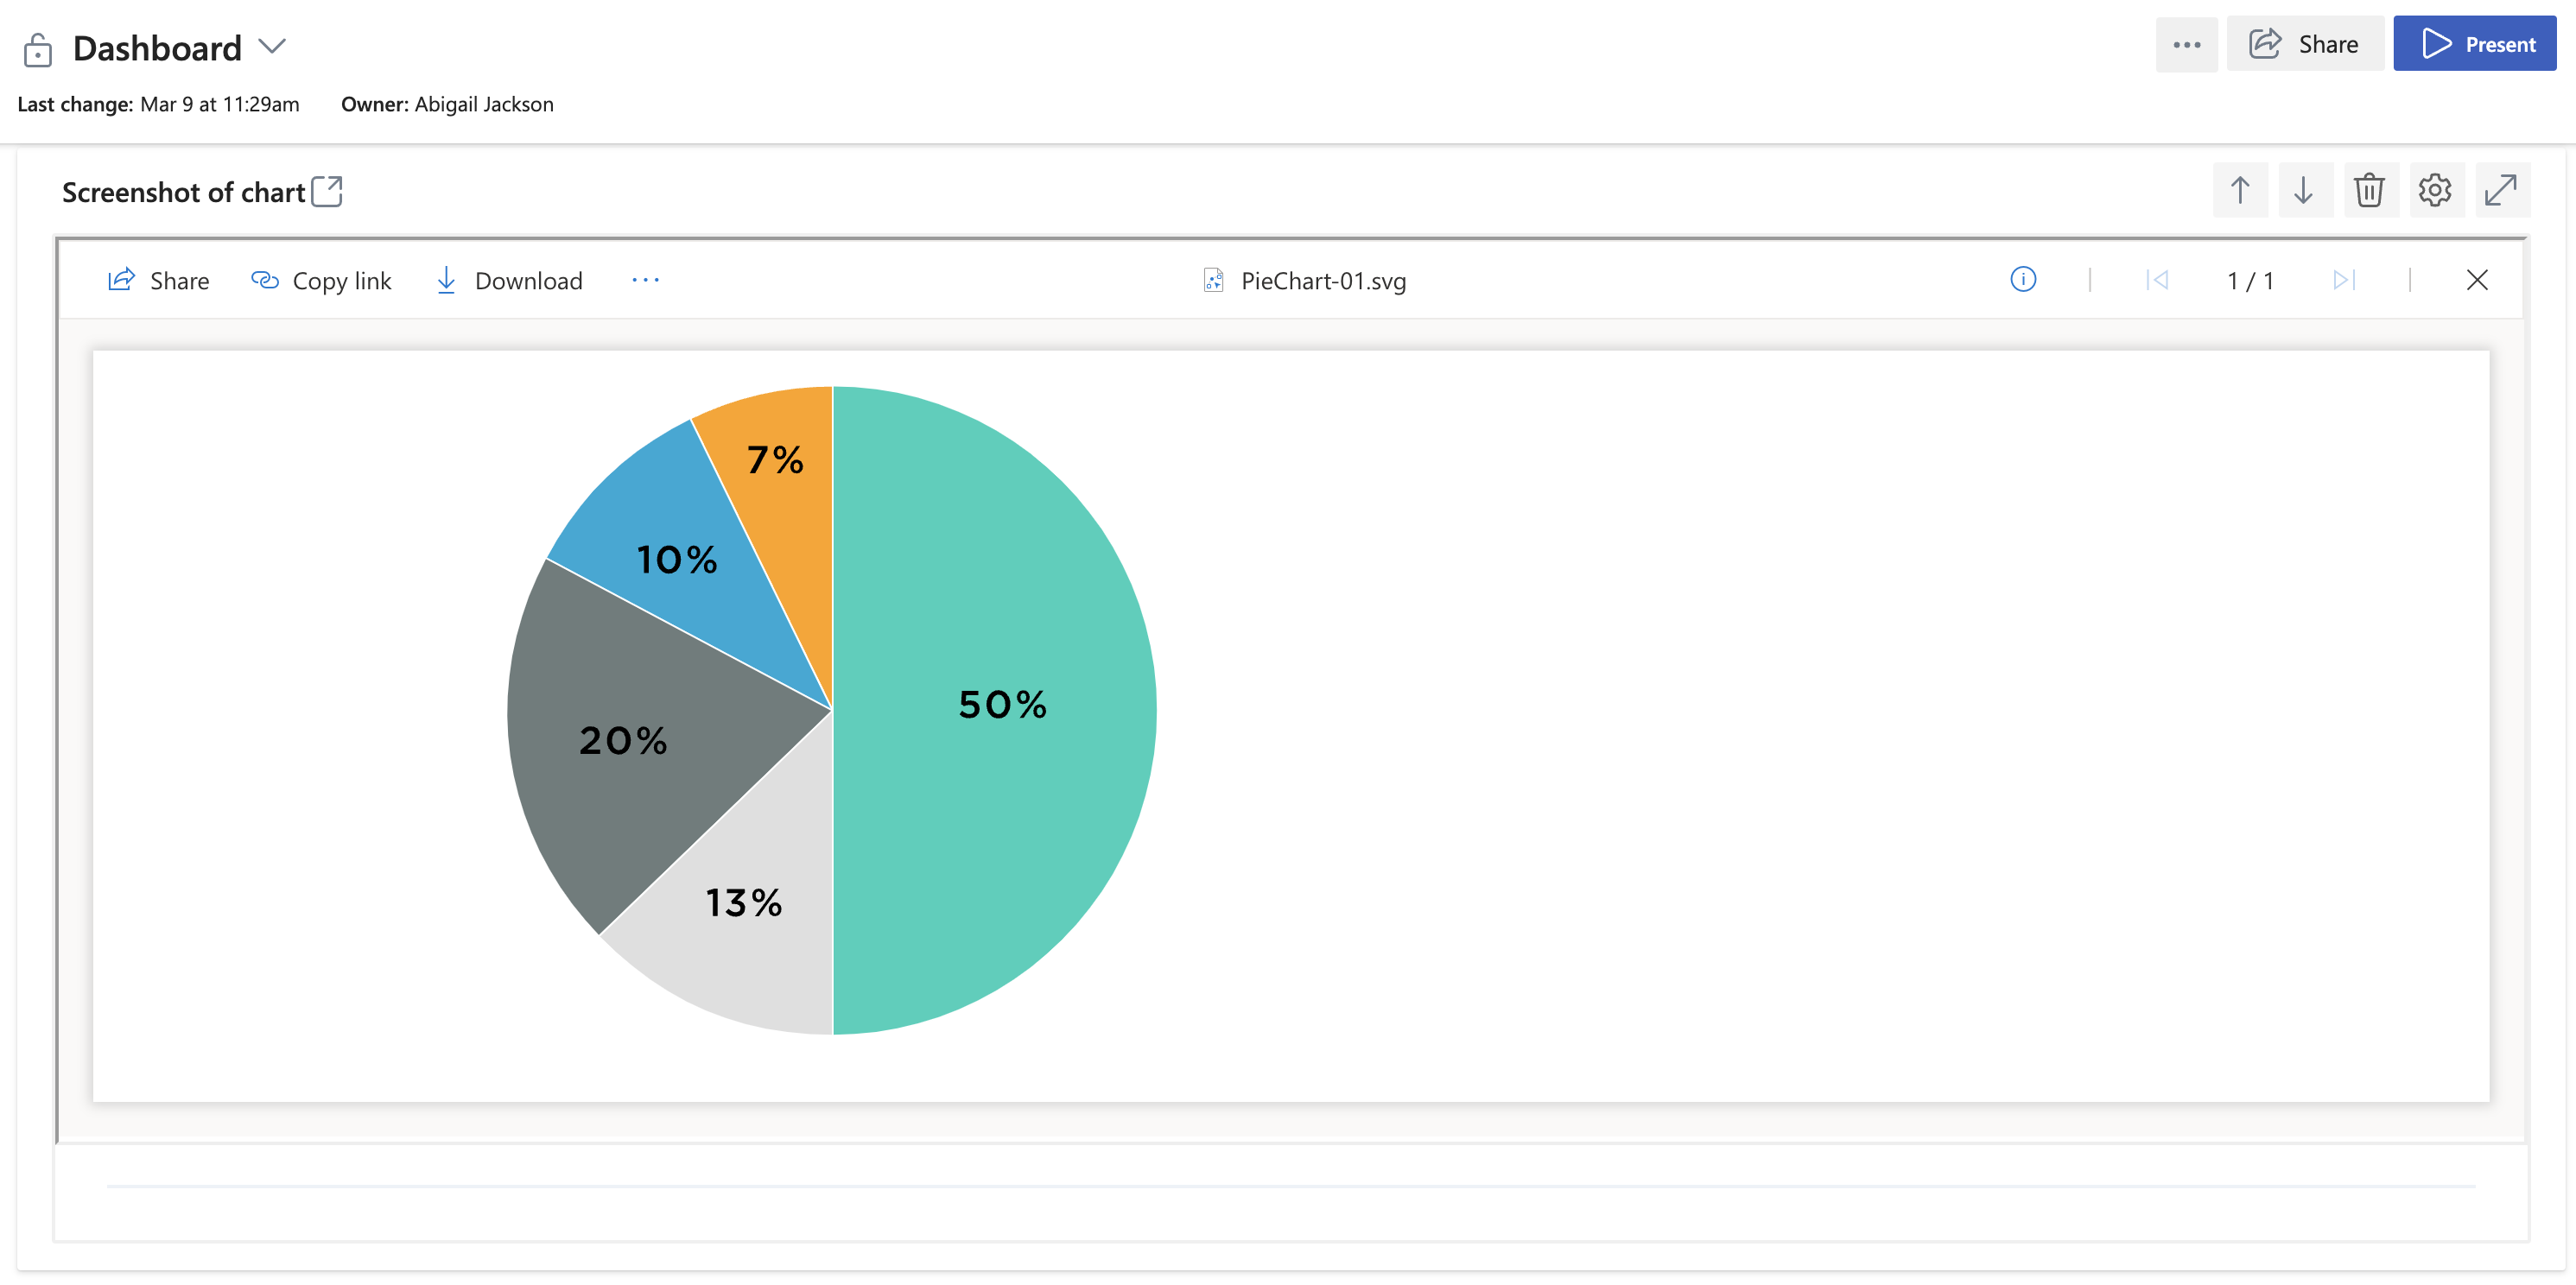 Dashboard
... Share Present
Last change: Mar 9 at 11:29am Owner: Abigail Jackson
Screenshot of chart
Share Copy link Download ... PieChart-01.svg 1 / 1
7%
10%
50%
20%
13%